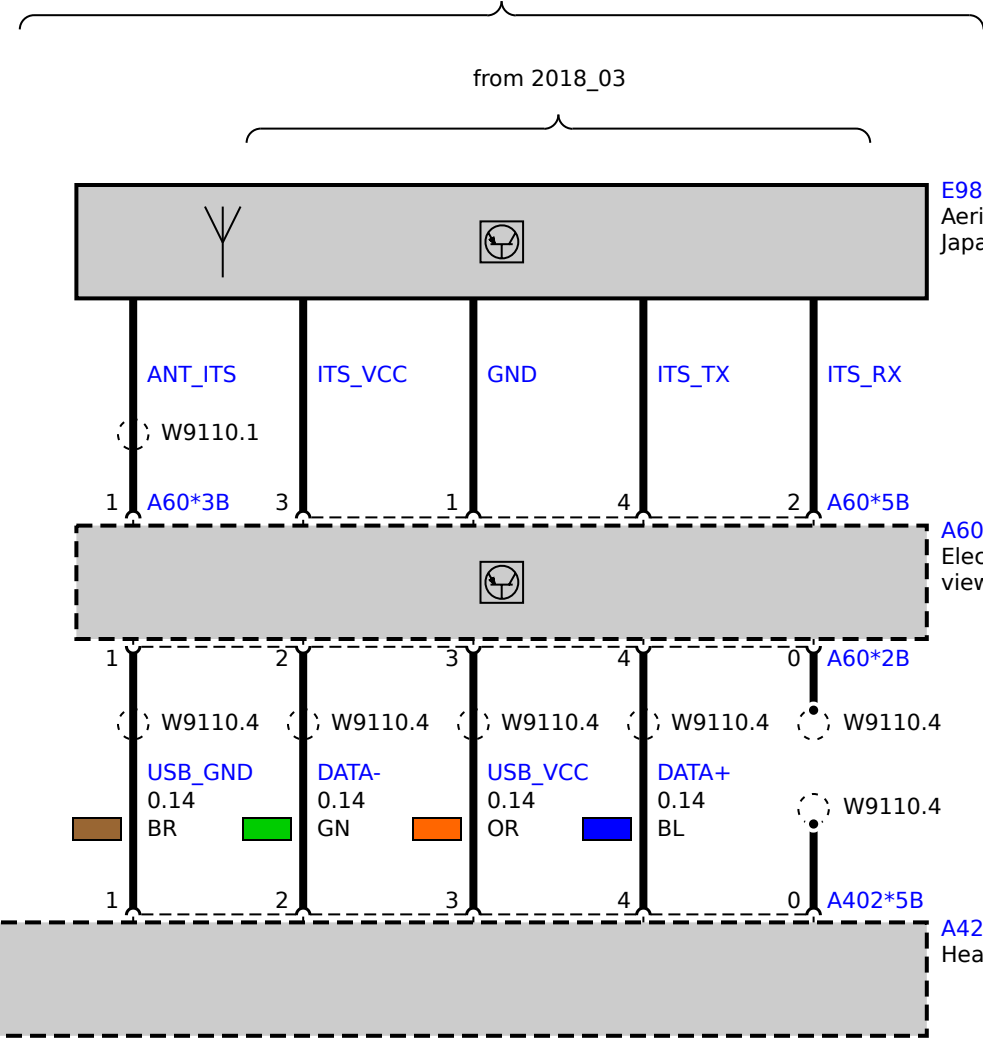 from 2018_03
E98
Aeri
Japa
ANT_ITS ITS_VCC GND ITS_TX ITS_RX
W9110.1
1 A60*3B 3 1 4 2 A60*5B
A60
Elec
view
1 2 3 4 0 A60*2B
W9110.4 W9110.4 W9110.4 W9110.4 W9110.4
USB_GND DATA- USB_VCC DATA+
0.14 0.14 0.14 0.14 W9110.4
BR GN OR BL
1 2 3 4 0 A402*5B
A42
Hea